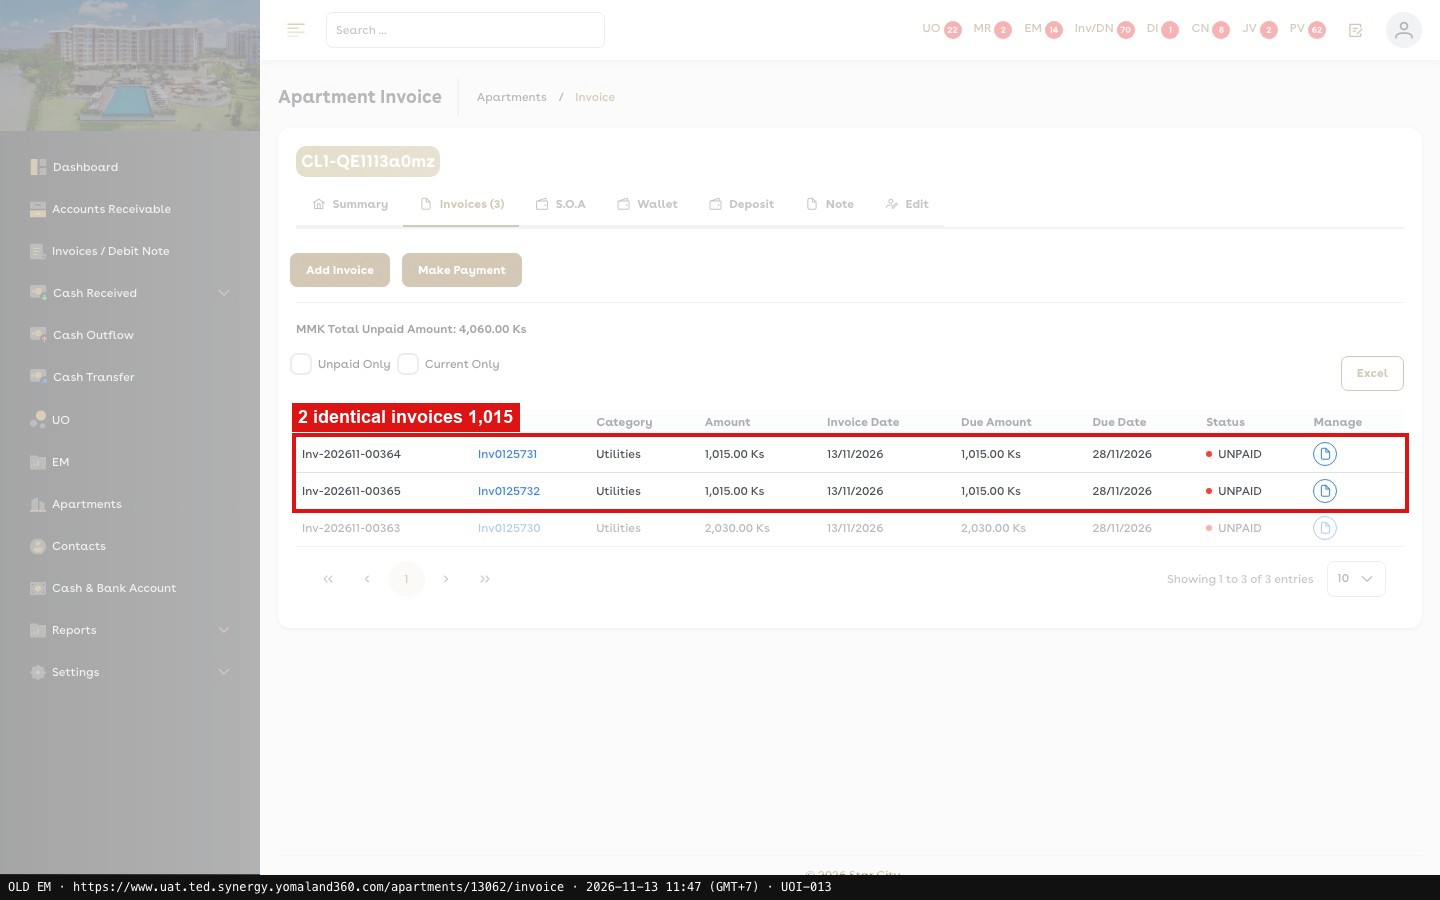 Search ...
UO 22 MR 2 EM 14 Inv/DN 70 DI 1 CN 8 JV 2 PV 62
Apartment Invoice
Apartments / Invoice
CL1-QE1113a0mz
Summary Invoices (3) S.O.A Wallet Deposit Note Edit
Add Invoice Make Payment
MMK Total Unpaid Amount: 4,060.00 Ks
Unpaid Only Current Only
Excel
2 identical invoices 1,015
Category Amount Invoice Date Due Amount Due Date Status Manage
Inv-202611-00364 Inv0125731 Utilities 1,015.00 Ks 13/11/2026 1,015.00 Ks 28/11/2026 UNPAID
Inv-202611-00365 Inv0125732 Utilities 1,015.00 Ks 13/11/2026 1,015.00 Ks 28/11/2026 UNPAID
Inv-202611-00363 Inv0125730 Utilities 2,030.00 Ks 13/11/2026 2,030.00 Ks 28/11/2026 UNPAID
« ‹ 1 › »
Showing 1 to 3 of 3 entries 10
Dashboard
Accounts Receivable
Invoices / Debit Note
Cash Received
Cash Outflow
Cash Transfer
UO
EM
Apartments
Contacts
Cash & Bank Account
Reports
Settings
© 2026 Star City
OLD EM · https://www.uat.ted.synergy.yomaland360.com/apartments/13062/invoice · 2026-11-13 11:47 (GMT+7) · UOI-013